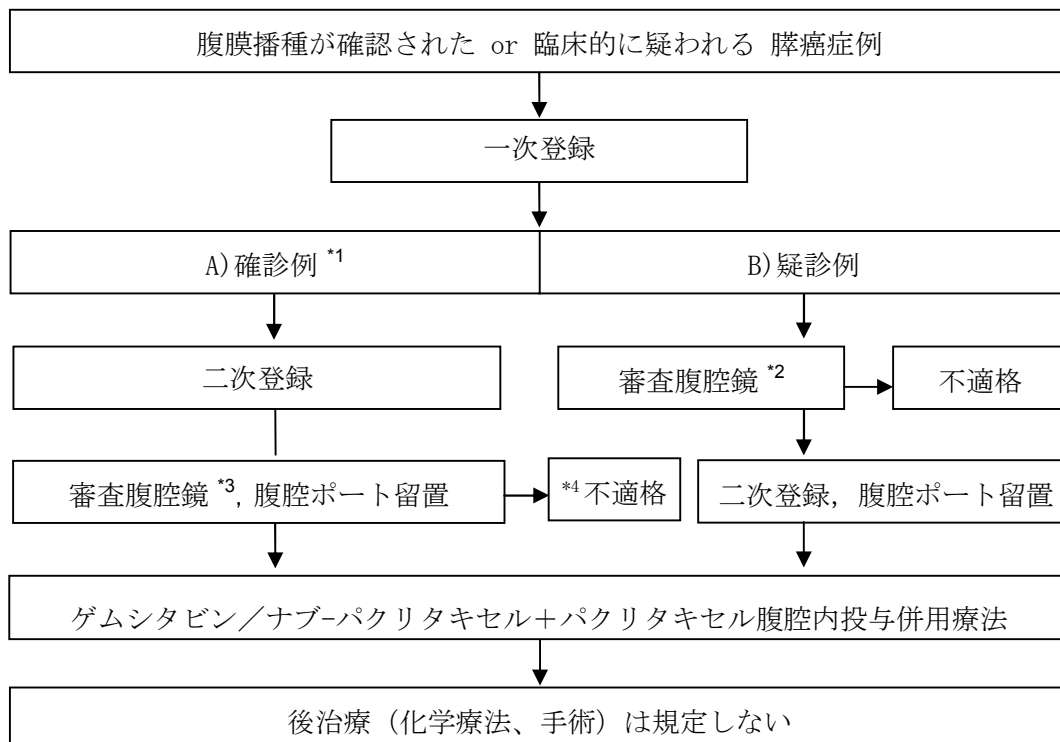 腹膜播種が確認された or 臨床的に疑われる 膵癌症例
一次登録
A)確診例 *1
B)疑診例
二次登録
審査腹腔鏡 *2
不適格
審査腹腔鏡 *3, 腹腔ポート留置
*4 不適格
二次登録, 腹腔ポート留置
ゲムシタビン／ナブ-パクリタキセル＋パクリタキセル腹腔内投与併用療法
後治療（化学療法、手術）は規定しない